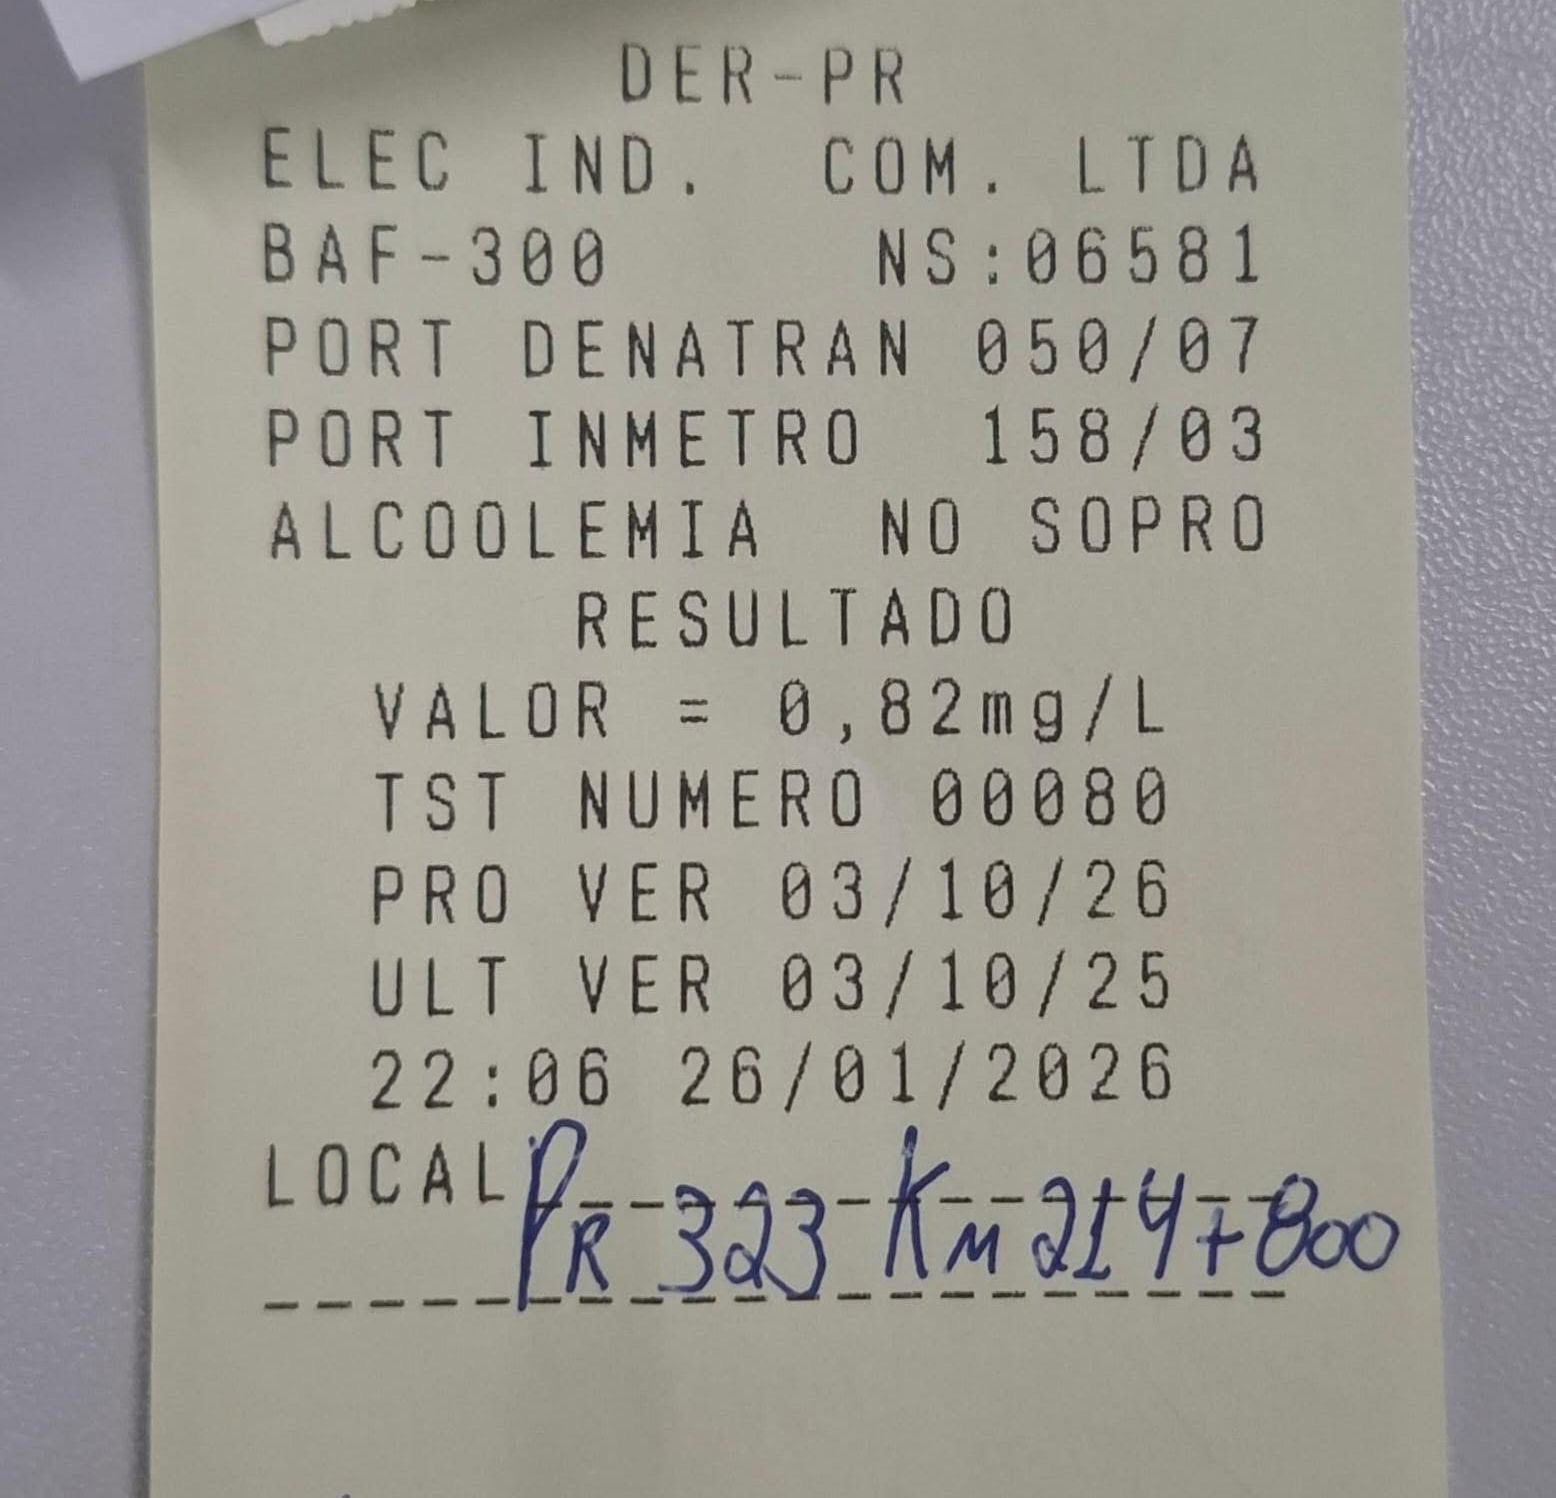 DER-PR
ELEC IND. COM. LTDA
BAF-300 NS:06581
PORT DENATRAN 050/07
PORT INMETRO 158/03
ALCOOLEMIA NO SOPRO
RESULTADO
VALOR = 0,82mg/L
TST NUMERO 00080
PRO VER 03/10/26
ULT VER 03/10/25
22:06 26/01/2026
LOCAL PR 323 KM 214+800